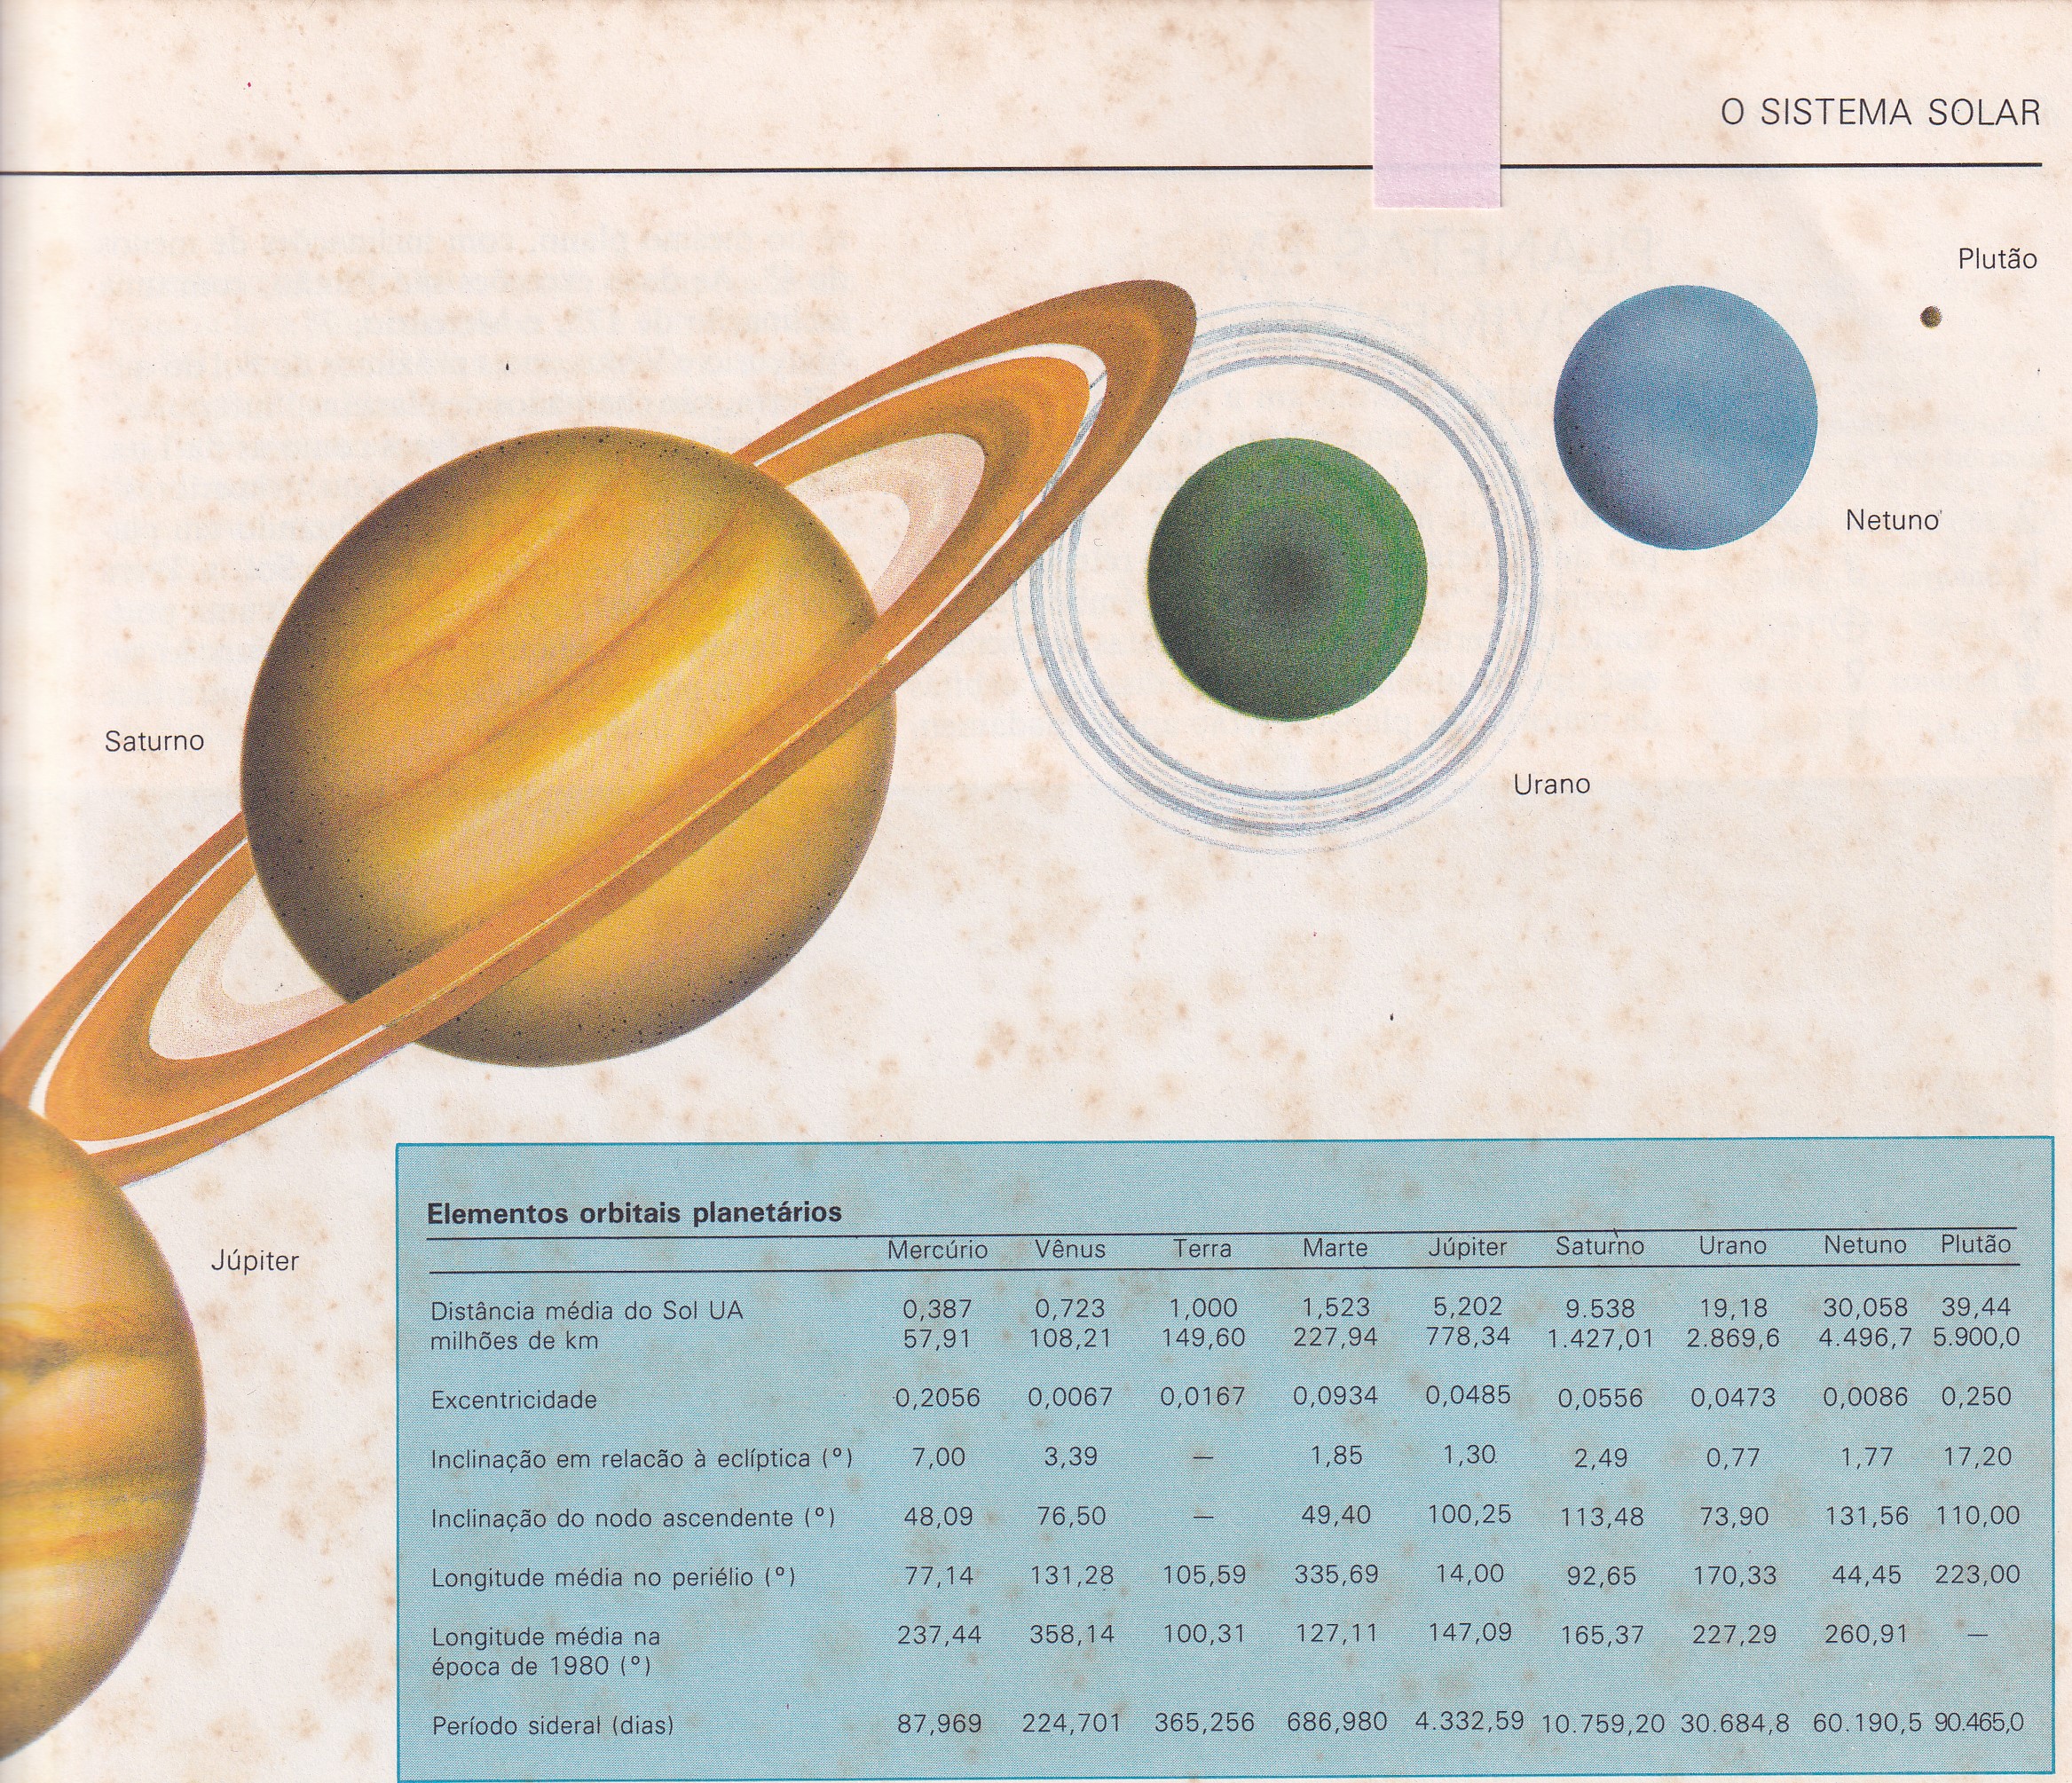 O SISTEMA SOLAR
Plutão
Netuno
Saturno
Urano
Júpiter
Elementos orbitais planetários
Mercúrio Vênus Terra Marte Júpiter Saturno Urano Netuno Plutão
Distância média do Sol UA 0,387 0,723 1,000 1,523 5,202 9.538 19,18 30,058 39,44
milhões de km 57,91 108,21 149,60 227,94 778,34 1.427,01 2.869,6 4.496,7 5.900,0
Excentricidade 0,2056 0,0067 0,0167 0,0934 0,0485 0,0556 0,0473 0,0086 0,250
Inclinação em relacão à eclíptica (º) 7,00 3,39 — 1,85 1,30 2,49 0,77 1,77 17,20
Inclinação do nodo ascendente (º) 48,09 76,50 — 49,40 100,25 113,48 73,90 131,56 110,00
Longitude média no periélio (º) 77,14 131,28 105,59 335,69 14,00 92,65 170,33 44,45 223,00
Longitude média na 237,44 358,14 100,31 127,11 147,09 165,37 227,29 260,91 —
época de 1980 (º)
Período sideral (dias) 87,969 224,701 365,256 686,980 4.332,59 10.759,20 30.684,8 60.190,5 90.465,0